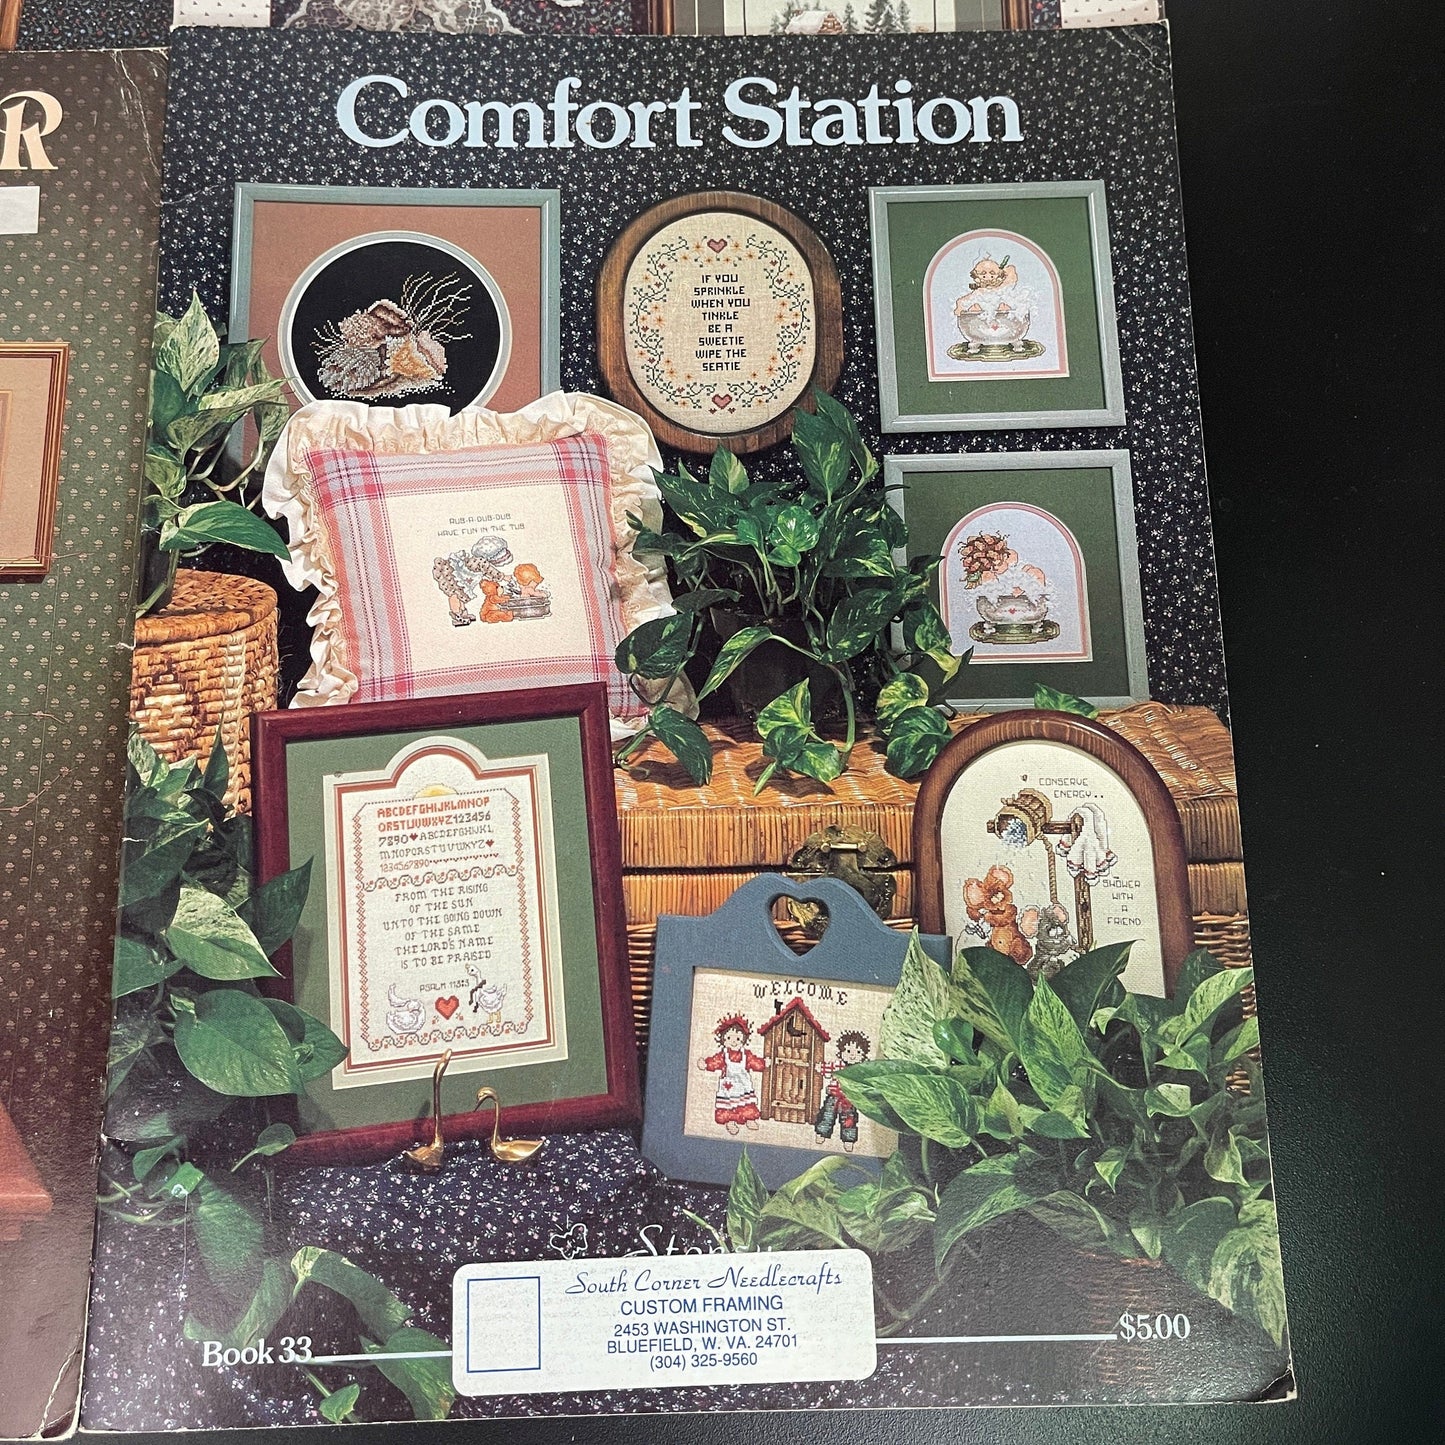 R
Comfort Station
IF YOU
SPRINKLE
WHEN YOU
TINKLE
BE A
SWEETIE
WIPE THE
SEATIE
RUB-A-DUB-DUB
HAVE FUN IN THE TUB
ABCDEFGHIJKLMNOP
QRSTUVWXYZ123456
7890♥ABCDEFGHIJKL
MNOPQRSTUVWXYZ♥
1234567890
FROM THE RISING
OF THE SUN
UNTO THE GOING DOWN
OF THE SAME
THE LORD'S NAME
IS TO BE PRAISED
PSALM 113:3
CONSERVE
ENERGY..
SHOWER
WITH
A
FRIEND
WELCOME
South Corner Needlecrafts
CUSTOM FRAMING
2453 WASHINGTON ST.
BLUEFIELD, W. VA. 24701
(304) 325-9560
Book 33
$5.00